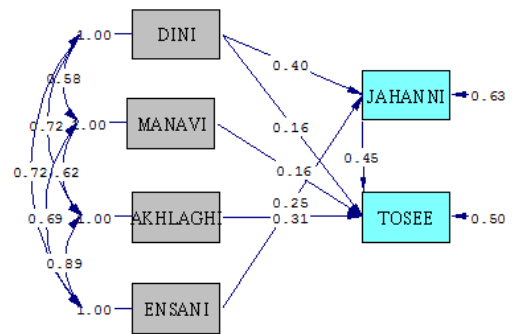 1.00 DINI
0.40
0.58
JAHANNI 0.63
0.72 1.00 MANAVI 0.16
0.45
0.72 0.62 0.16
0.69 1.00 AKHLAGHI 0.25
0.31 TOSEE 0.50
0.89
1.00 ENSANI